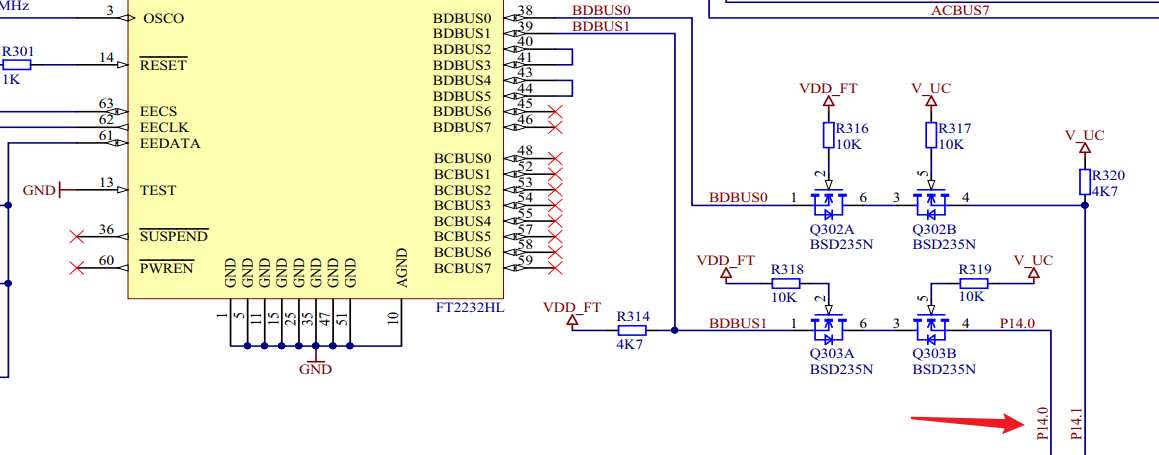 MHz
3
OSCO
R301
1K
14
RESET
63
EECS
62
EECLK
61
EEDATA
GND
13
TEST
36
SUSPEND
60
PWREN
38
BDBUS0
BDBUS0
39
BDBUS1
BDBUS1
40
BDBUS2
41
BDBUS3
43
BDBUS4
44
BDBUS5
45
BDBUS6
46
BDBUS7
48
BCBUS0
52
BCBUS1
53
BCBUS2
54
BCBUS3
55
BCBUS4
57
BCBUS5
58
BCBUS6
59
BCBUS7
GND
GND
GND
GND
GND
GND
GND
GND
AGND
1
5
11
15
25
35
47
51
10
GND
FT2232HL
ACBUS7
VDD_FT
R316
10K
V_UC
R317
10K
V_UC
R320
4K7
BDBUS0
1
2
6
3
5
4
Q302A
BSD235N
Q302B
BSD235N
VDD_FT
R318
10K
R319
10K
V_UC
VDD_FT
R314
4K7
BDBUS1
1
2
6
3
5
4
P14.0
Q303A
BSD235N
Q303B
BSD235N
P14.0
P14.1